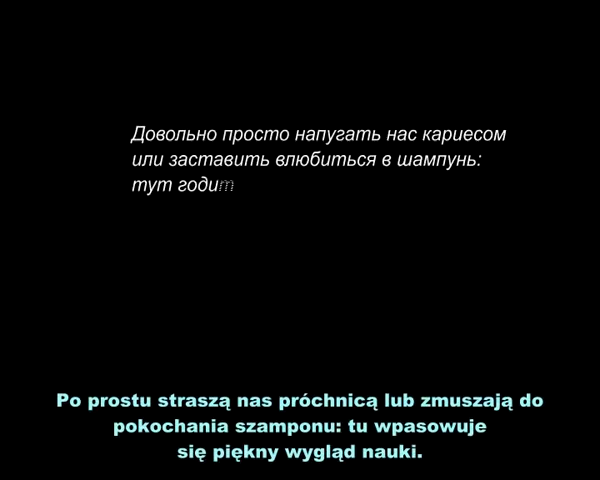 Довольно просто напугать нас кариесом
или заставить влюбиться в шампунь:
тут годит
Po prostu straszą nas próchnicą lub zmuszają do
pokochania szamponu: tu wpasowuje
się piękny wygląd nauki.